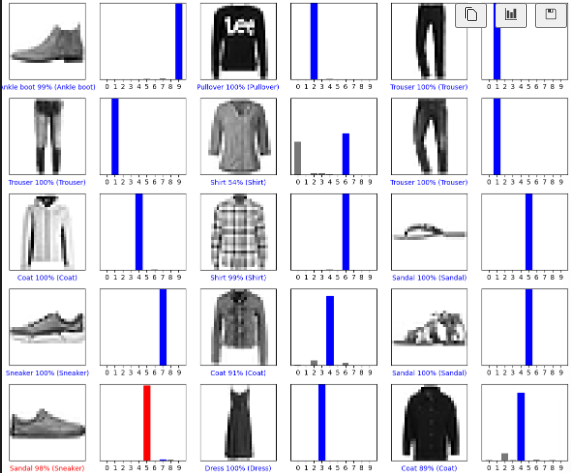 Lee
0 1 2 3 4 5 6 7 8 9
0 1 2 3 4 5 6 7 8 9
1 2 3 4 5 6 7 8 9
Ankle boot 99% (Ankle boot)
Pullover 100% (Pullover)
Trouser 100% (Trouser)
0 1 2 3 4 5 6 7 8 9
0 1 2 3 4 5 6 7 8 9
0 1 2 3 4 5 6 7 8 9
Trouser 100% (Trouser)
Shirt 54% (Shirt)
Trouser 100% (Trouser)
0 1 2 3 4 5 6 7 8 9
0 1 2 3 4 5 6 7 8 9
0 1 2 3 4 5 6 7 8 9
Coat 100% (Coat)
Shirt 99% (Shirt)
Sandal 100% (Sandal)
0 1 2 3 4 5 6 7 8 9
0 1 2 3 4 5 6 7 8 9
0 1 2 3 4 5 6 7 8 9
Sneaker 100% (Sneaker)
Coat 91% (Coat)
Sandal 100% (Sandal)
0 1 2 3 4 5 6 7 8 9
0 1 2 3 4 5 6 7 8 9
0 1 2 3 4 5 6 7 8 9
Sandal 98% (Sneaker)
Dress 100% (Dress)
Coat 89% (Coat)